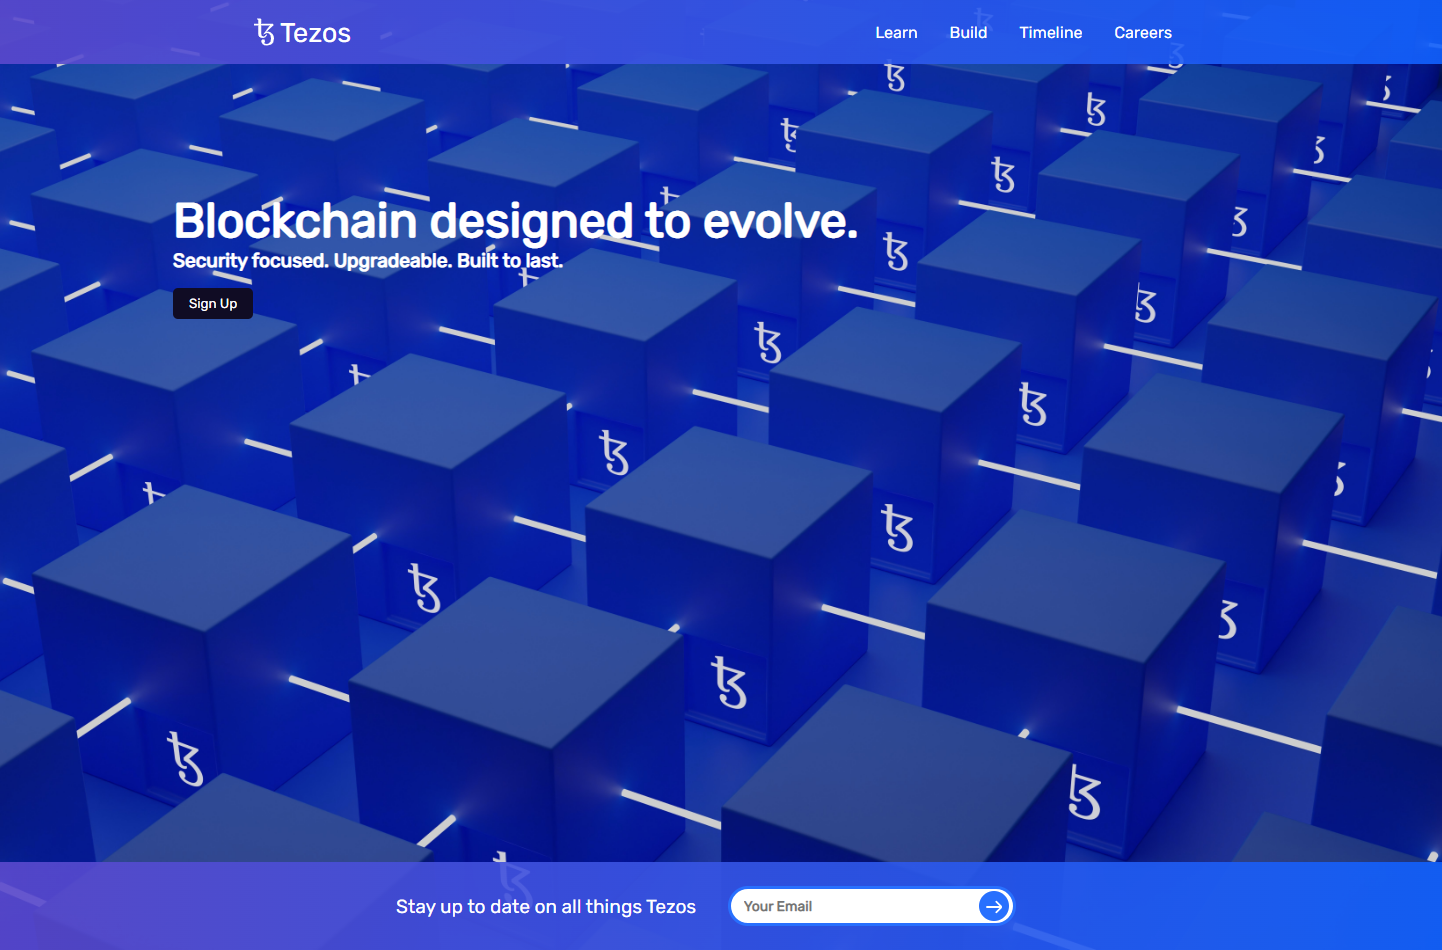 Tezos
Learn Build Timeline Careers
Blockchain designed to evolve.
Security focused. Upgradeable. Built to last.
Sign Up
Stay up to date on all things Tezos
Your Email